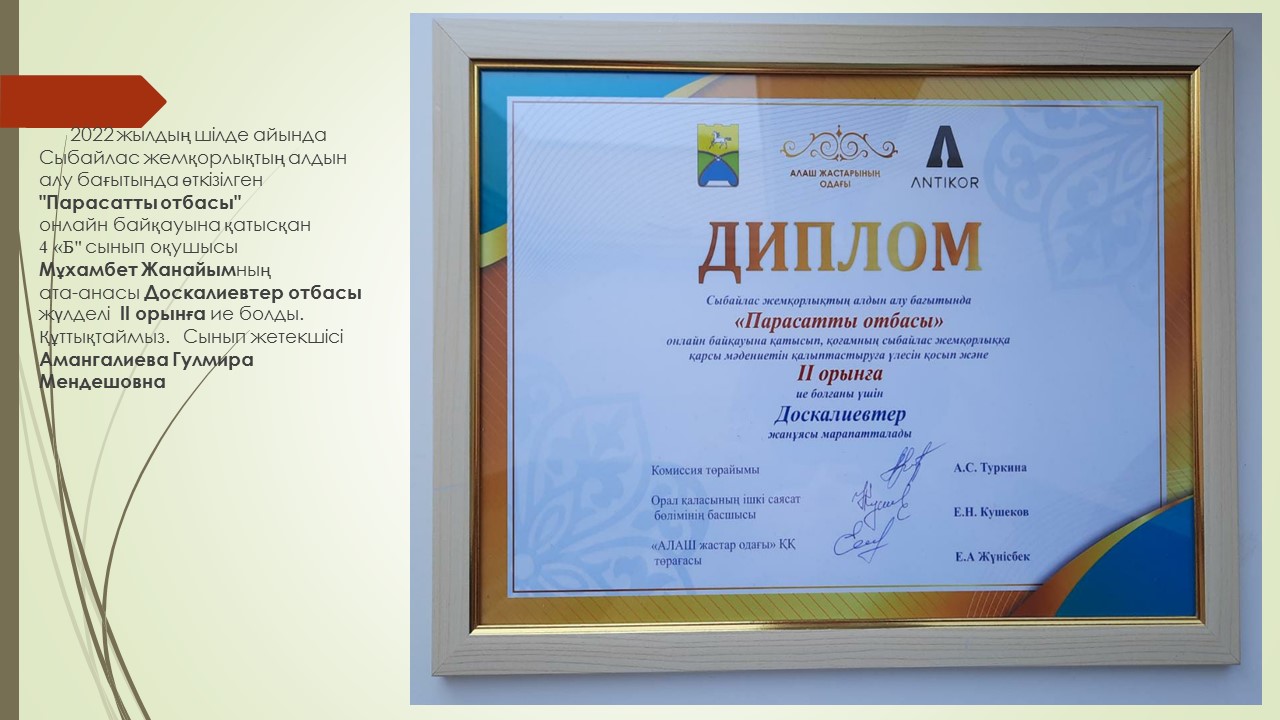 2022 жылдың шілде айында
Сыбайлас жемқорлықтың алдын
алу бағытында өткізілген
"Парасатты отбасы"
онлайн байқауына қатысқан
4 «Б" сынып оқушысы
Мұхамбет Жанайымның
ата-анасы Доскалиевтер отбасы
жүлделі ІІ орынға ие болды.
Құттықтаймыз. Сынып жетекшісі
Амангалиева Гулмира
Мендешовна
АЛАШ ЖАСТАРЫНЫҢ
ОДАҒЫ
ANTIKOR
ДИПЛОМ
Сыбайлас жемқорлықтың алдын алу бағытында
«Парасатты отбасы»
онлайн байқауына қатысып, қоғамның сыбайлас жемқорлыққа
қарсы мәдениетін қалыптастыруға үлесін қосып және
ІІ орынға
ие болғаны үшін
Доскалиевтер
жанұясы марапатталады
Комиссия төрайымы А.С. Туркина
Орал қаласының ішкі саясат
бөлімінің басшысы Е.Н. Кушеков
«АЛАШ жастар одағы» ҚҚ
төрағасы Е.А Жүнісбек